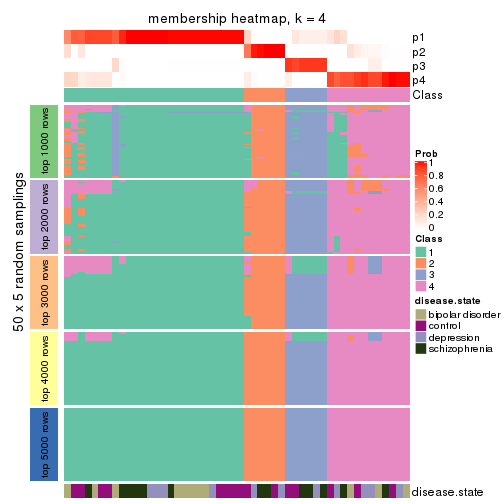 membership heatmap, k = 4
p1
p2
p3
p4
Class
50 x 5 random samplings
top 1000 rows
top 2000 rows
top 3000 rows
top 4000 rows
top 5000 rows
Prob
1
0.8
0.6
0.4
0.2
0
Class
1
2
3
4
disease.state
bipolar disorder
control
depression
schizophrenia
disease.state